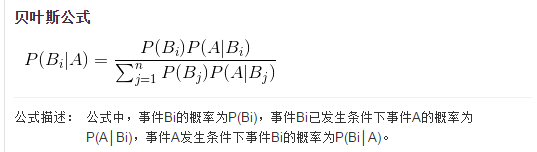 贝叶斯公式
P(B_i|A) = \frac{P(B_i)P(A|B_i)}{\sum_{j=1}^{n} P(B_j)P(A|B_j)}
公式描述： 公式中，事件Bi的概率为P(Bi)，事件Bi已发生条件下事件A的概率为
P(A│Bi)，事件A发生条件下事件Bi的概率为P(Bi│A)。